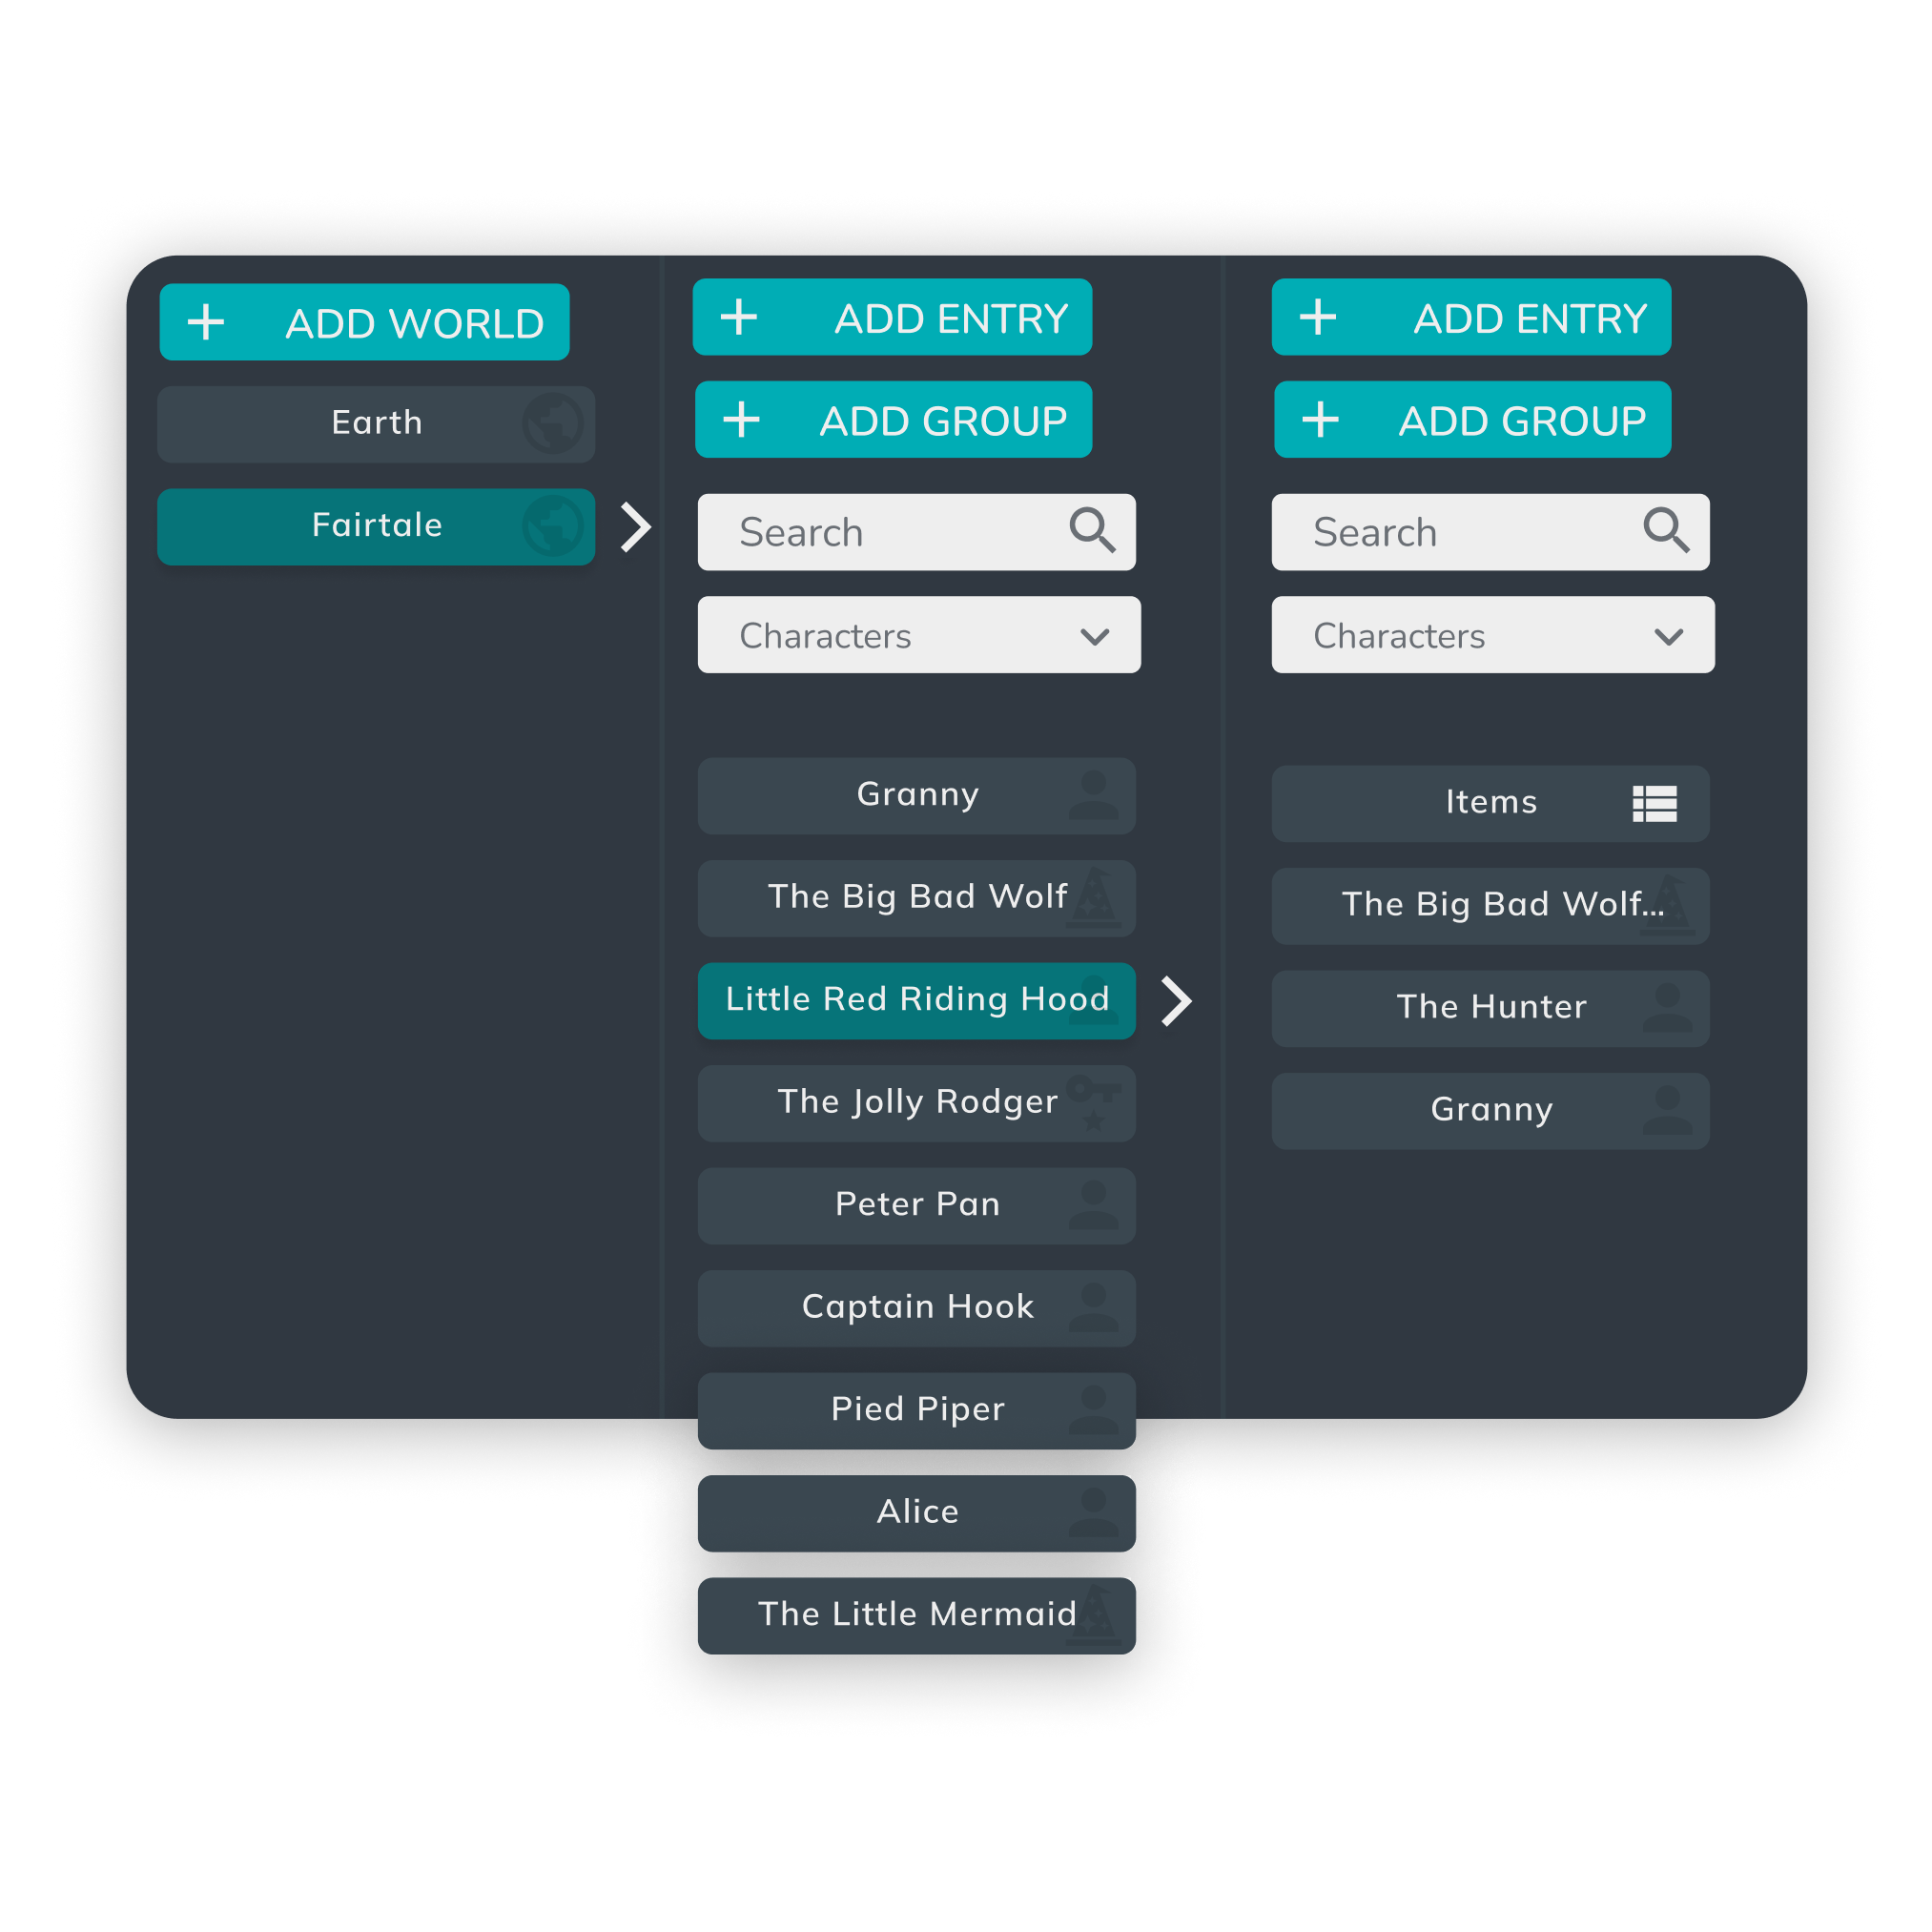 ADD WORLD
Earth
Fairtale
ADD ENTRY
ADD GROUP
Search
Characters
Granny
The Big Bad Wolf
Little Red Riding Hood
The Jolly Rodger
Peter Pan
Captain Hook
Pied Piper
Alice
The Little Mermaid
ADD ENTRY
ADD GROUP
Search
Characters
Items
The Big Bad Wolf...
The Hunter
Granny